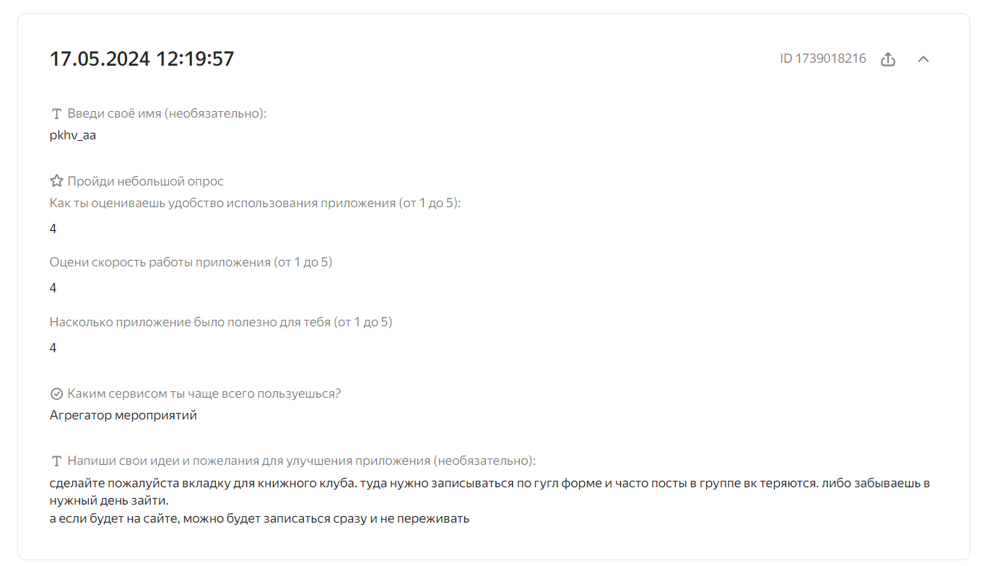 17.05.2024 12:19:57
ID 1739018216
Введи своё имя (необязательно):
pkhv_aa
Пройди небольшой опрос
Как ты оцениваешь удобство использования приложения (от 1 до 5):
4
Оцени скорость работы приложения (от 1 до 5)
4
Насколько приложение было полезно для тебя (от 1 до 5)
4
Каким сервисом ты чаще всего пользуешься?
Агрегатор мероприятий
Напиши свои идеи и пожелания для улучшения приложения (необязательно):
сделайте пожалуйста вкладку для книжного клуба. туда нужно записываться по гугл форме и часто посты в группе вк теряются. либо забываешь в
нужный день зайти.
а если будет на сайте, можно будет записаться сразу и не переживать